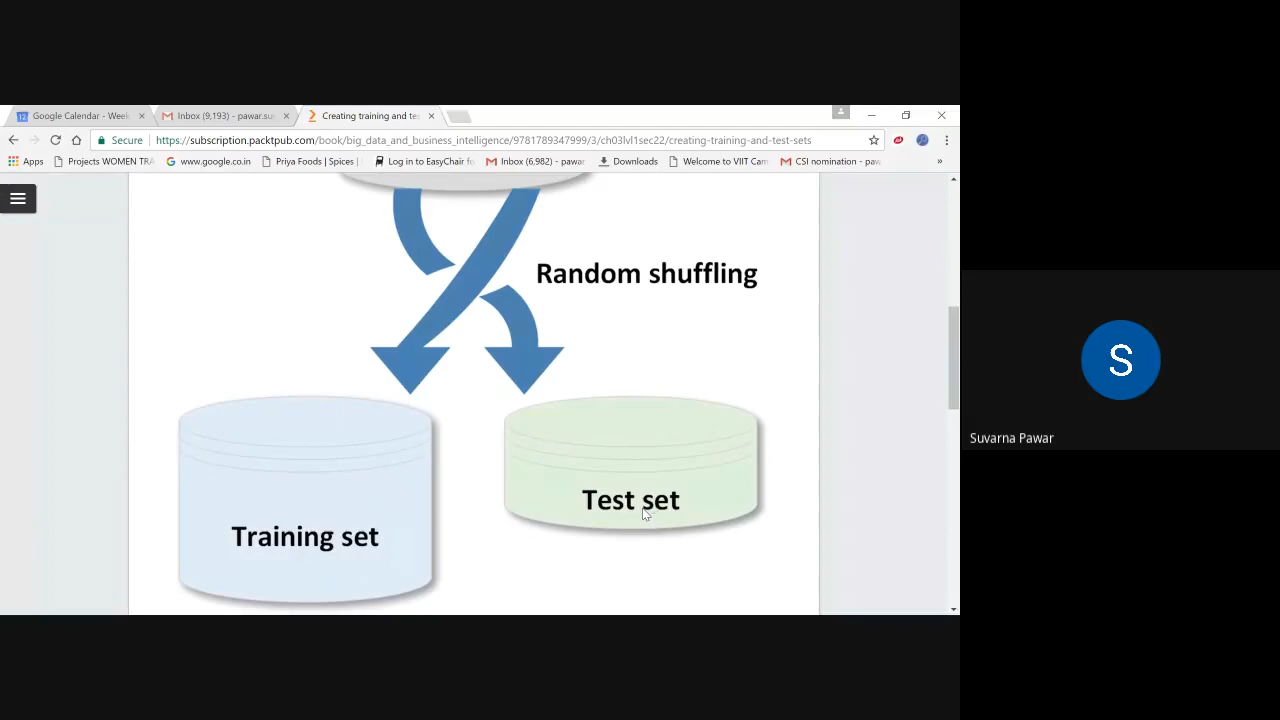 Google Calendar - Week
Inbox (9,193) - pawar.su
Creating training and te
Secure
https://subscription.packtpub.com/book/big_data_and_business_intelligence/9781789347999/3/ch03lvl1sec22/creating-training-and-test-sets
Apps
Projects WOMEN TRA
www.google.co.in
Priya Foods | Spices |
Log in to EasyChair fo
Inbox (6,982) - pawar
Downloads
Welcome to VIIT Cam
CSI nomination - paw
Random shuffling
Test set
Training set
S
Suvarna Pawar